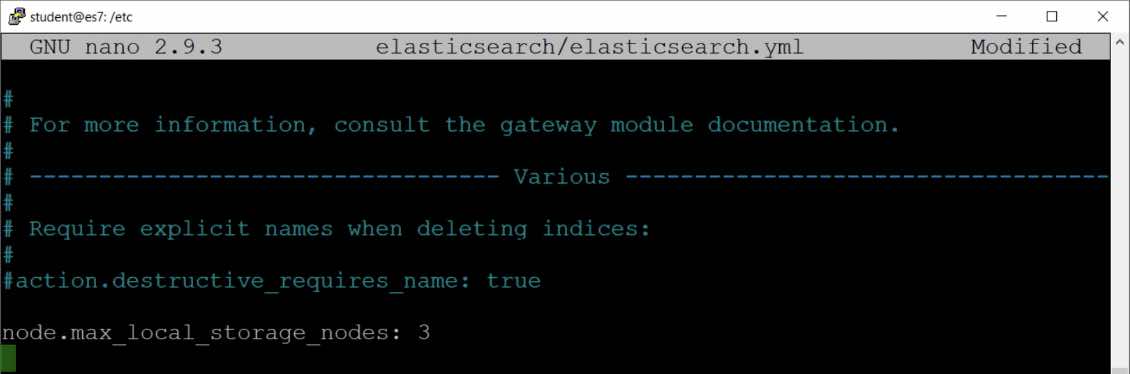 student@es7: /etc
GNU nano 2.9.3 elasticsearch/elasticsearch.yml Modified
#
# For more information, consult the gateway module documentation.
#
# ---------------------------------- Various -----------------------------------
#
# Require explicit names when deleting indices:
#
#action.destructive_requires_name: true
node.max_local_storage_nodes: 3